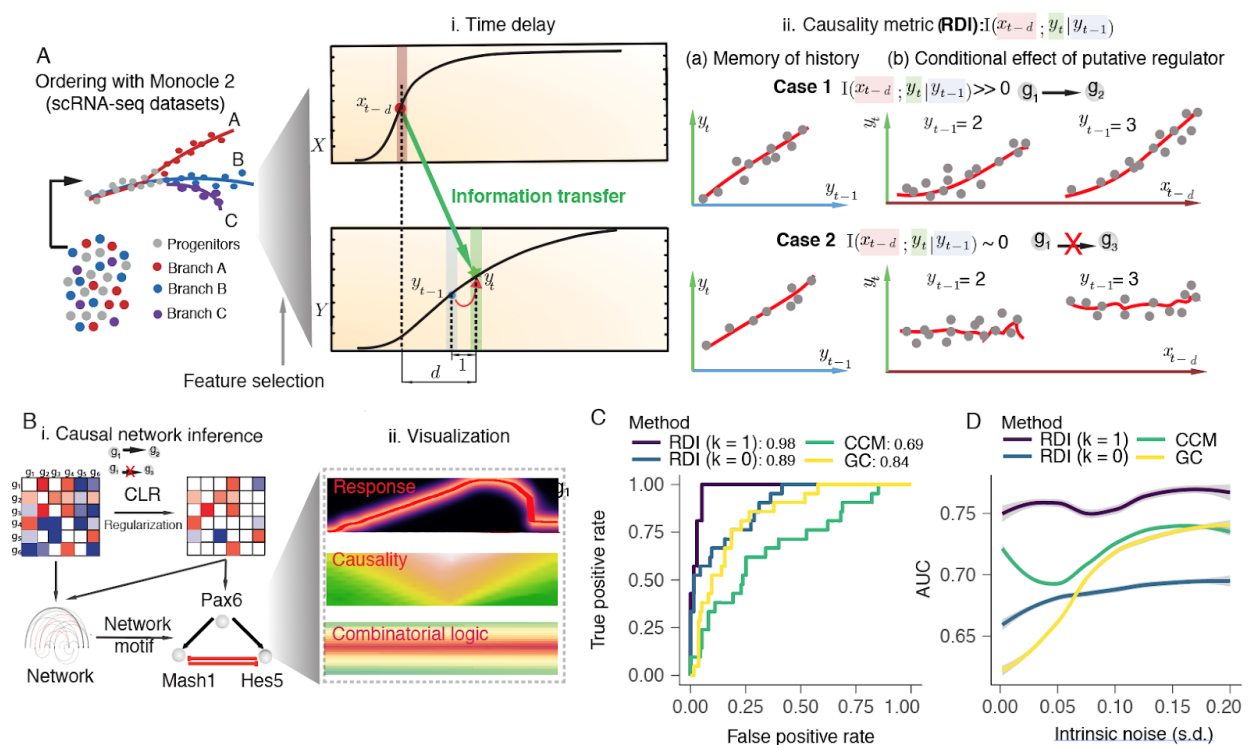 A
Ordering with Monocle 2
(scRNA-seq datasets)
A
B
C
Progenitors
Branch A
Branch B
Branch C
Feature selection
i. Time delay
x_{t−d}
X
Information transfer
y_{t−1}
y_t
Y
1
d
ii. Causality metric (RDI): I(x_{t−d} ; y_t | y_{t−1})
(a) Memory of history
(b) Conditional effect of putative regulator
Case 1 I(x_{t−d} ; y_t | y_{t−1}) >> 0 g₁ g₂
y_t
y_{t−1}
y_t
y_{t−1} = 2
y_{t−1} = 3
x_{t−d}
Case 2 I(x_{t−d} ; y_t | y_{t−1}) ~ 0 g₁ X g₃
y_t
y_{t−1}
y_t
y_{t−1} = 2
y_{t−1} = 3
x_{t−d}
B
i. Causal network inference
g₁ g₂
g₁ X g₃
g₁ g₂ g₃ g₄ g₅ g₆
g₁
g₂
g₃
g₄
g₅
g₆
CLR
Regularization
Network
Network
motif
Pax6
Mash1
Hes5
ii. Visualization
Response
g₁
Causality
Combinatorial logic
C
Method
RDI (k = 1): 0.98
CCM: 0.69
RDI (k = 0): 0.89
GC: 0.84
True positive rate
1.00
0.75
0.50
0.25
0.00
0.00 0.25 0.50 0.75 1.00
False positive rate
D
Method
RDI (k = 1)
CCM
RDI (k = 0)
GC
AUC
0.75
0.70
0.65
0.00 0.05 0.10 0.15 0.20
Intrinsic noise (s.d.)